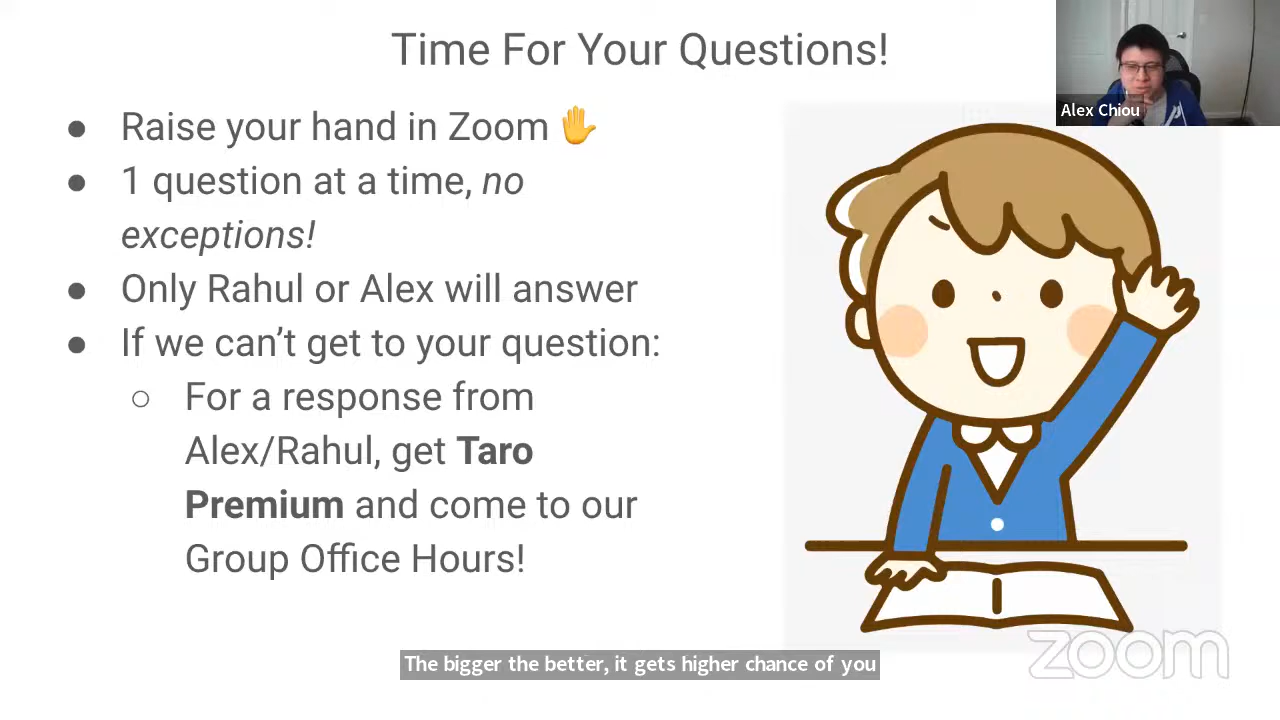 Time For Your Questions!
Alex Chiou
● Raise your hand in Zoom ✋
● 1 question at a time, no
exceptions!
● Only Rahul or Alex will answer
● If we can’t get to your question:
○ For a response from
Alex/Rahul, get Taro
Premium and come to our
Group Office Hours!
zoom
The bigger the better, it gets higher chance of you